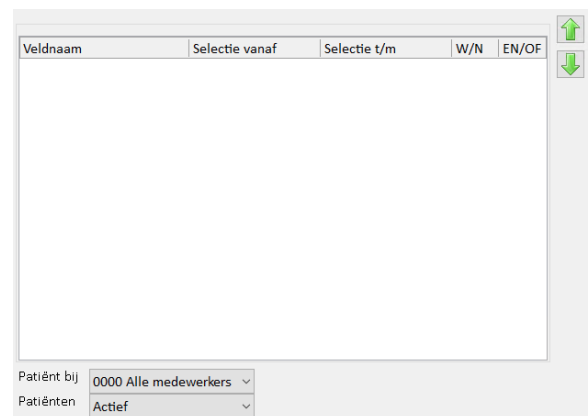 Veldnaam Selectie vanaf Selectie t/m W/N EN/OF
Patiënt bij 0000 Alle medewerkers
Patiënten Actief